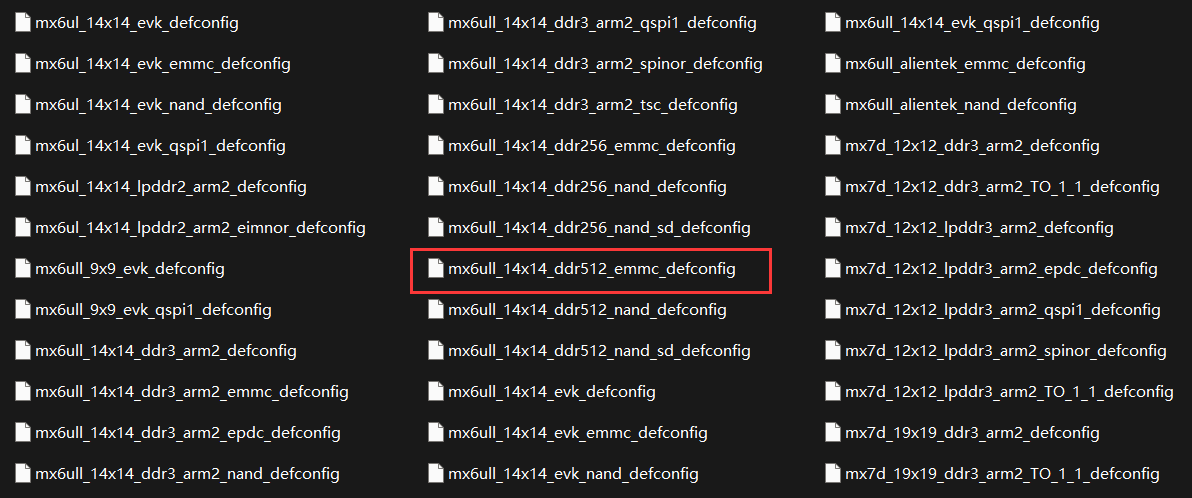 mx6ul_14x14_evk_defconfig
mx6ul_14x14_evk_emmc_defconfig
mx6ul_14x14_evk_nand_defconfig
mx6ul_14x14_evk_qspi1_defconfig
mx6ul_14x14_lpddr2_arm2_defconfig
mx6ul_14x14_lpddr2_arm2_eimnor_defconfig
mx6ull_9x9_evk_defconfig
mx6ull_9x9_evk_qspi1_defconfig
mx6ull_14x14_ddr3_arm2_defconfig
mx6ull_14x14_ddr3_arm2_emmc_defconfig
mx6ull_14x14_ddr3_arm2_epdc_defconfig
mx6ull_14x14_ddr3_arm2_nand_defconfig
mx6ull_14x14_ddr3_arm2_qspi1_defconfig
mx6ull_14x14_ddr3_arm2_spinor_defconfig
mx6ull_14x14_ddr3_arm2_tsc_defconfig
mx6ull_14x14_ddr256_emmc_defconfig
mx6ull_14x14_ddr256_nand_defconfig
mx6ull_14x14_ddr256_nand_sd_defconfig
mx6ull_14x14_ddr512_emmc_defconfig
mx6ull_14x14_ddr512_nand_defconfig
mx6ull_14x14_ddr512_nand_sd_defconfig
mx6ull_14x14_evk_defconfig
mx6ull_14x14_evk_emmc_defconfig
mx6ull_14x14_evk_nand_defconfig
mx6ull_14x14_evk_qspi1_defconfig
mx6ull_alientek_emmc_defconfig
mx6ull_alientek_nand_defconfig
mx7d_12x12_ddr3_arm2_defconfig
mx7d_12x12_ddr3_arm2_TO_1_1_defconfig
mx7d_12x12_lpddr3_arm2_defconfig
mx7d_12x12_lpddr3_arm2_epdc_defconfig
mx7d_12x12_lpddr3_arm2_qspi1_defconfig
mx7d_12x12_lpddr3_arm2_spinor_defconfig
mx7d_12x12_lpddr3_arm2_TO_1_1_defconfig
mx7d_19x19_ddr3_arm2_defconfig
mx7d_19x19_ddr3_arm2_TO_1_1_defconfig